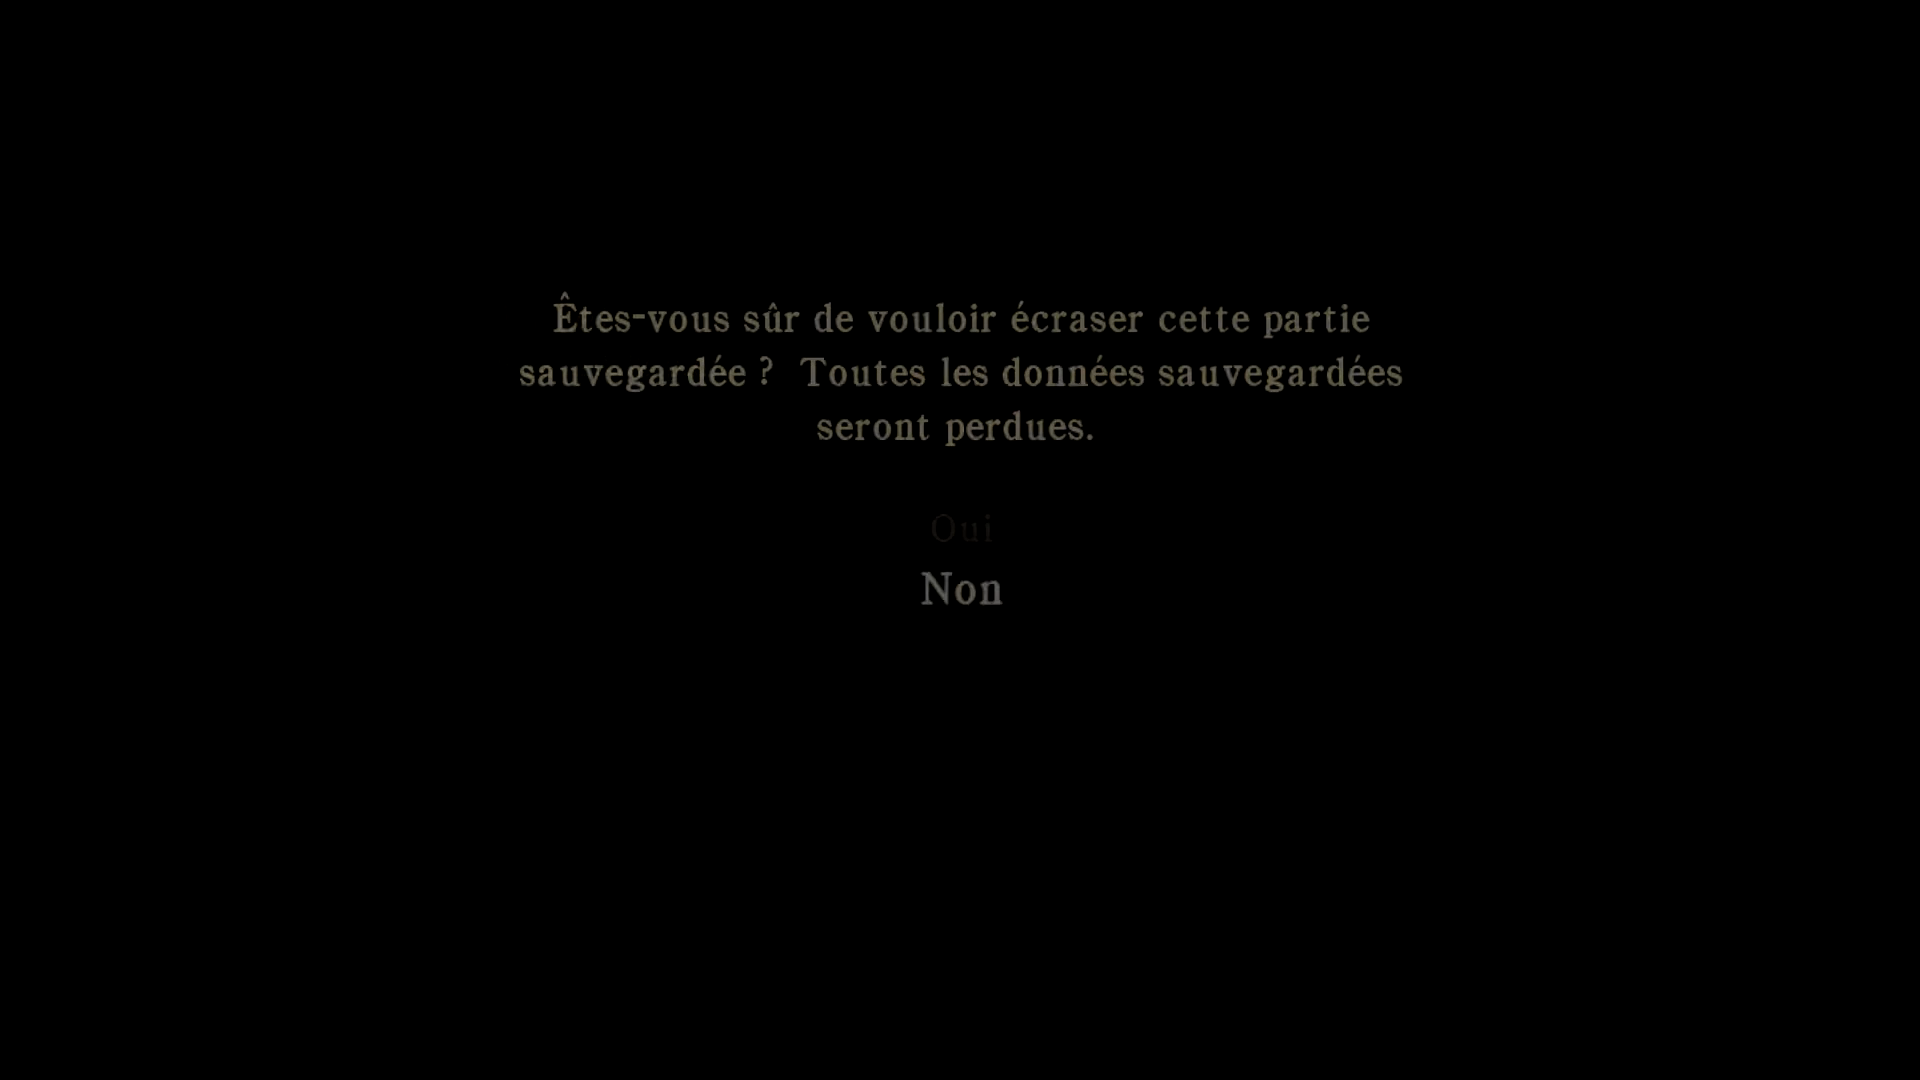 Êtes-vous sûr de vouloir écraser cette partie
sauvegardée ?  Toutes les données sauvegardées
seront perdues.
Oui
Non